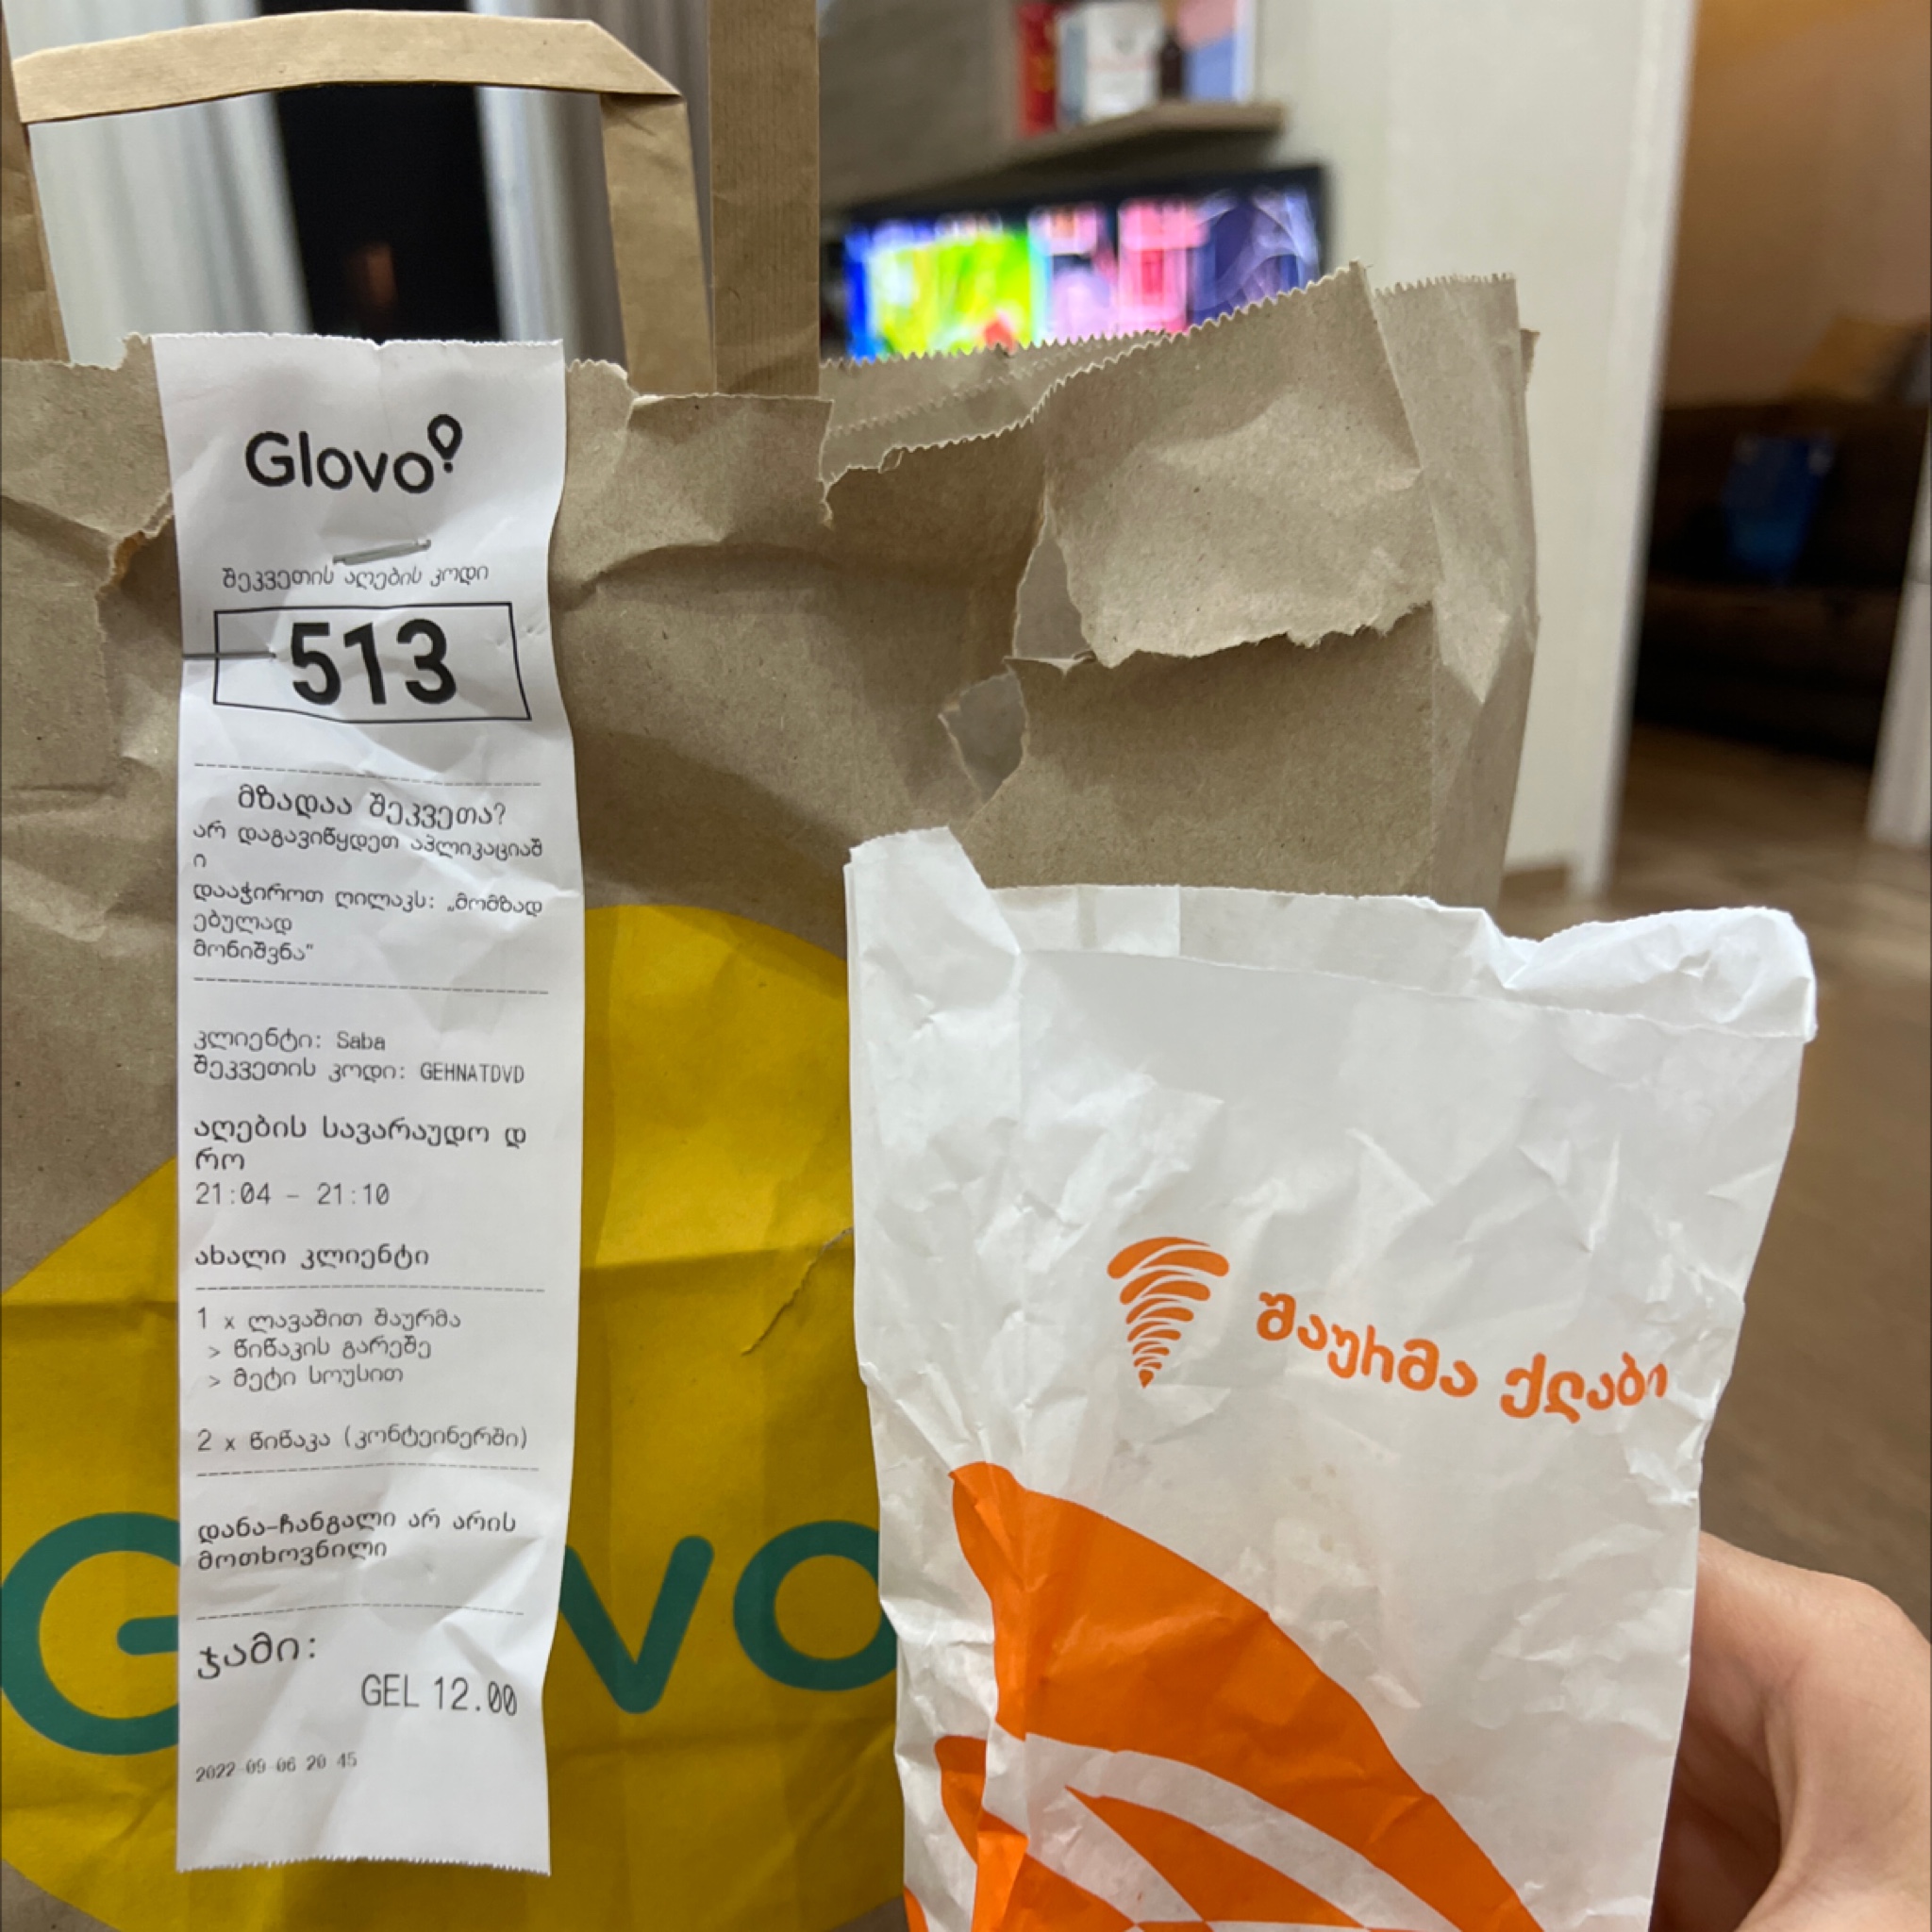 Glovo
შეკვეთის აღების კოდი
513
მზადაა შეკვეთა?
არ დაგავიწყდეთ აპლიკაციაშ
ი
დააჭიროთ ღილაკს: „მომზად
ებულად
მონიშვნა“
კლიენტი: Saba
შეკვეთის კოდი: GEHNATDVD
აღების სავარაუდო დ
რო
21:04 - 21:10
ახალი კლიენტი
1 x ლავაშით შაურმა
> წიწაკის გარეშე
> მეტი სოუსით
2 x წიწაკა (კონტეინერში)
დანა-ჩანგალი არ არის
მოთხოვნილი
ჯამი:
GEL 12.00
2022-09-06 20 45
შაურმა ქლაბი